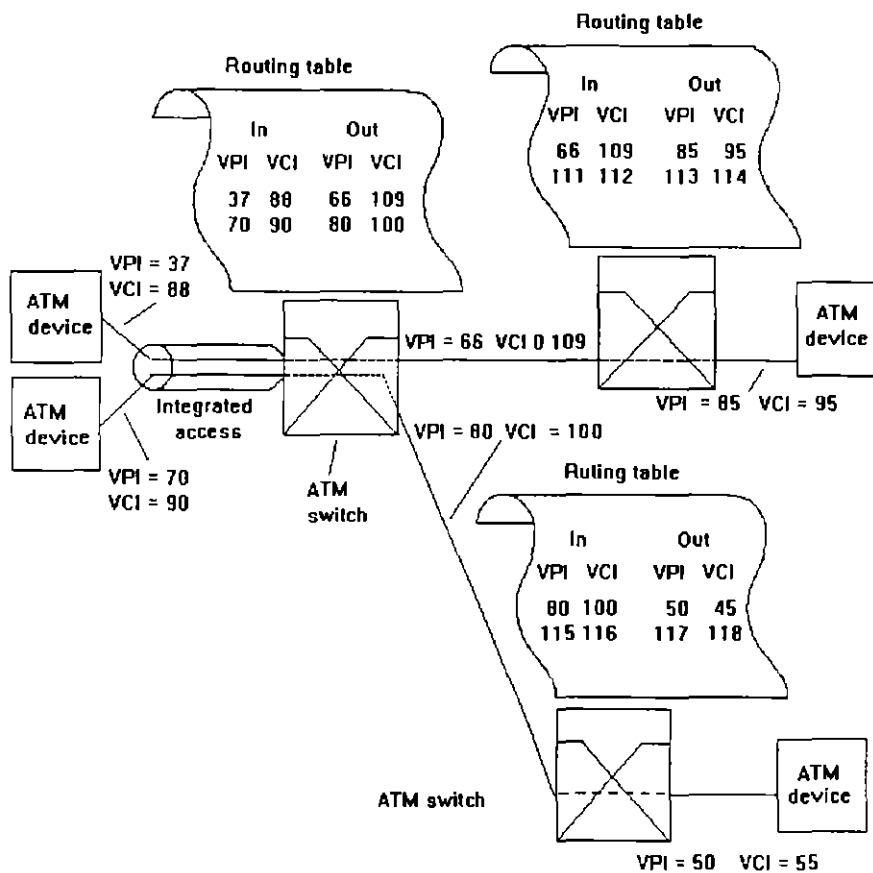 Routing table
In Out
VPI VCI VPI VCI
66 109 85 95
111 112 113 114
Routing table
In Out
VPI VCI VPI VCI
37 88 66 109
70 90 80 100
VPI = 37
VCI = 88
ATM
device
ATM
device
VPI = 70
VCI = 90
Integrated
access
ATM
switch
VPI = 66 VCI 0 109
ATM
device
VPI = 85 VCI = 95
VPI = 80 VCI = 100
Ruling table
In Out
VPI VCI VPI VCI
80 100 50 45
115 116 117 118
ATM switch
ATM
device
VPI = 50 VCI = 55